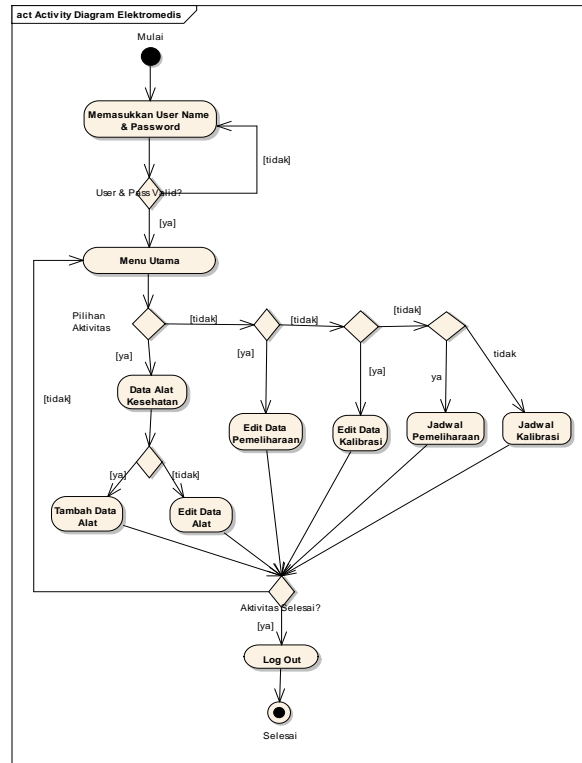 act Activity Diagram Elektromedis
Mulai
Memasukkan User Name
& Password
[tidak]
User & Pass Valid?
[ya]
Menu Utama
Pilihan
Aktivitas
[tidak]
[tidak]
[tidak]
[ya]
[ya]
[ya]
ya
tidak
[tidak]
Data Alat
Kesehatan
Edit Data
Pemeliharaan
Edit Data
Kalibrasi
Jadwal
Pemeliharaan
Jadwal
Kalibrasi
[ya]
[tidak]
Tambah Data
Alat
Edit Data
Alat
Aktivitas Selesai?
[ya]
Log Out
Selesai